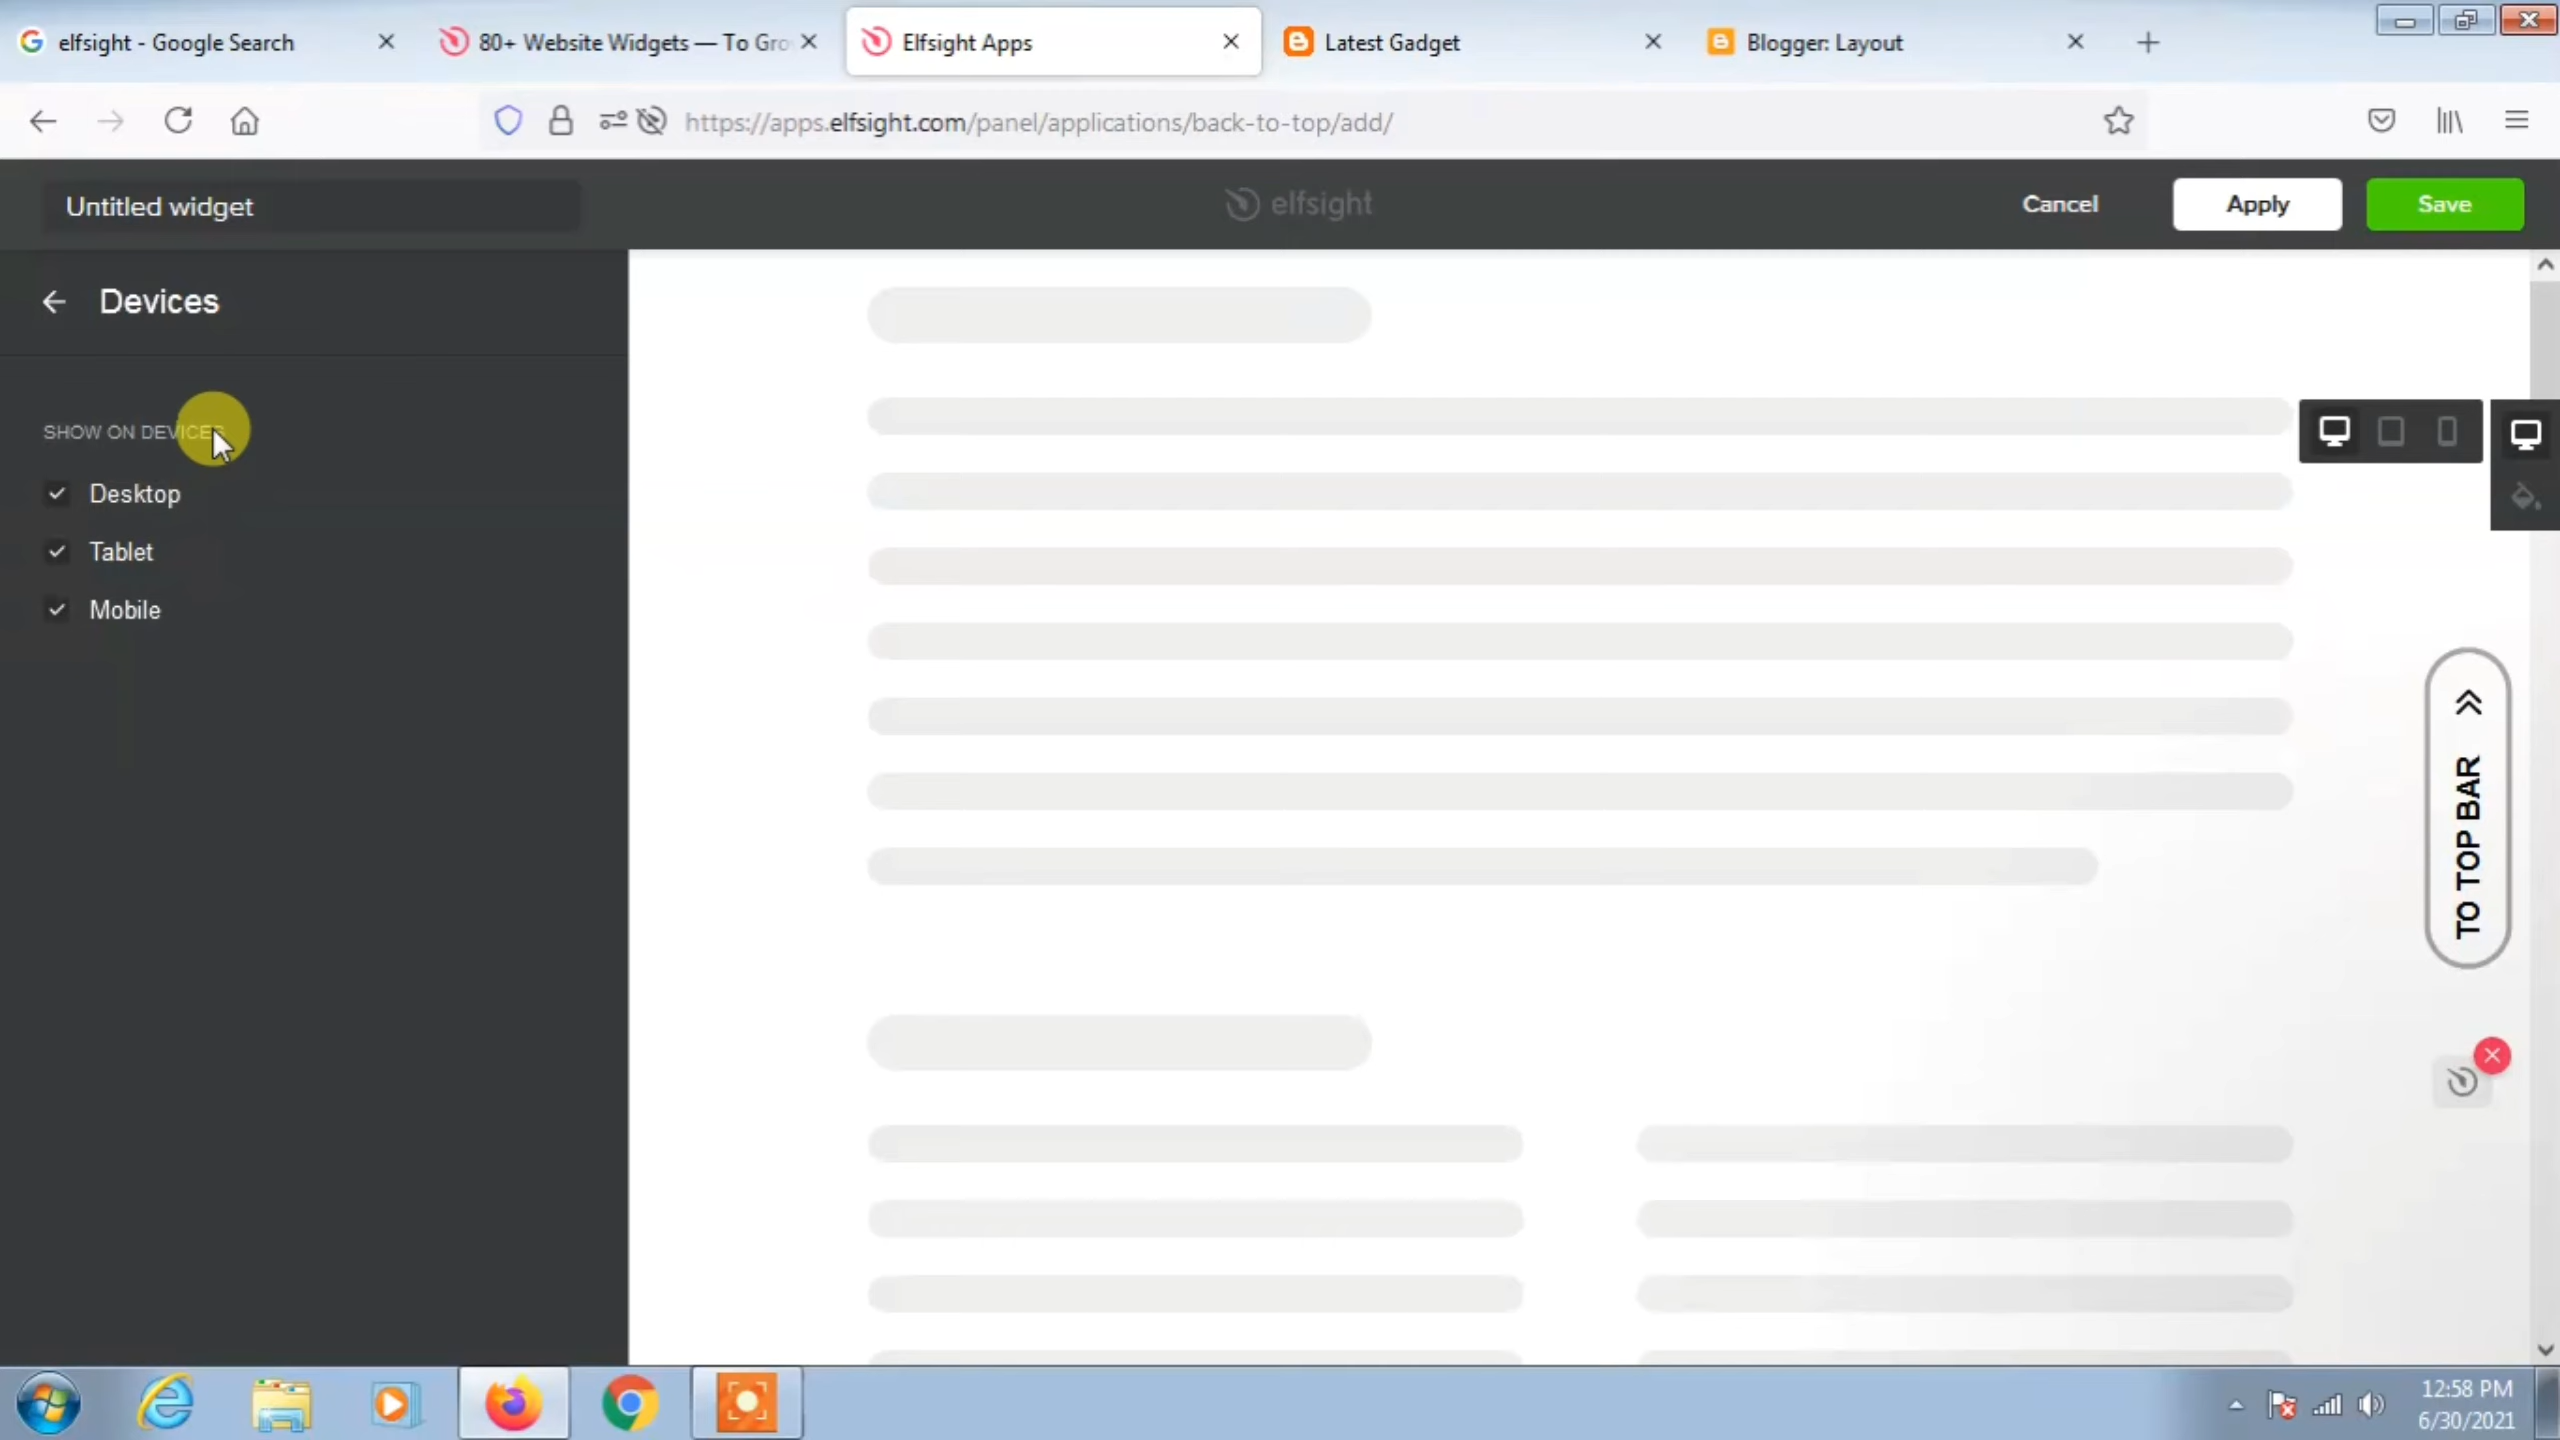 elfsight - Google Search
80+ Website Widgets — To Gro
Elfsight Apps
Latest Gadget
Blogger: Layout
https://apps.elfsight.com/panel/applications/back-to-top/add/
Untitled widget
elfsight
Cancel
Apply
Save
Devices
SHOW ON DEVICES
Desktop
Tablet
Mobile
TO TOP BAR
12:58 PM
6/30/2021